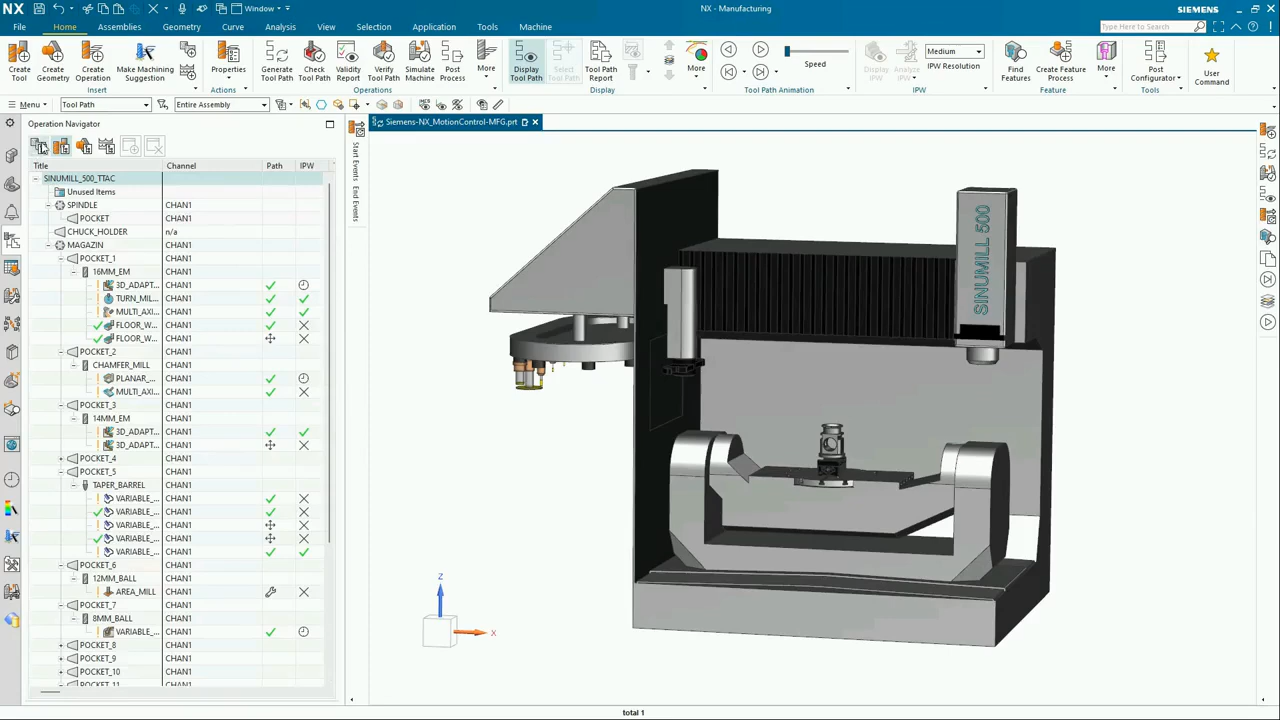 NX
Window
NX - Manufacturing
SIEMENS
File Home Assemblies Geometry Curve Analysis View Selection Application Tools Machine
Type Here to Search
Create Tool
Create Geometry
Create Operation
Make Machining Suggestion
Properties
Generate Tool Path
Check Tool Path
Validity Report
Verify Tool Path
Simulate Machine
Post Process
More
Display Tool Path
Select Tool Path
Tool Path Report
More
Speed
Display IPW
Analyze IPW
Medium
IPW Resolution
Find Features
Create Feature Process
More
Post Configurator
User Command
Insert Actions Operations Display Tool Path Animation IPW Feature Tools
Menu Tool Path Entire Assembly
Operation Navigator
Siemens-NX_MotionControl-MFG.prt
Start Events
End Events
Title Channel Path IPW
SINUMILL_500_TTAC
Unused Items
SPINDLE CHAN1
POCKET CHAN1
CHUCK_HOLDER n/a
MAGAZIN CHAN1
POCKET_1 CHAN1
16MM_EM CHAN1
3D_ADAPT... CHAN1
TURN_MIL... CHAN1
MULTI_AXI... CHAN1
FLOOR_W... CHAN1
FLOOR_W... CHAN1
POCKET_2 CHAN1
CHAMFER_MILL CHAN1
PLANAR_... CHAN1
MULTI_AXI... CHAN1
POCKET_3 CHAN1
14MM_EM CHAN1
3D_ADAPT... CHAN1
3D_ADAPT... CHAN1
POCKET_4 CHAN1
POCKET_5 CHAN1
TAPER_BARREL CHAN1
VARIABLE_... CHAN1
VARIABLE_... CHAN1
VARIABLE_... CHAN1
VARIABLE_... CHAN1
VARIABLE_... CHAN1
POCKET_6 CHAN1
12MM_BALL CHAN1
AREA_MILL CHAN1
POCKET_7 CHAN1
8MM_BALL CHAN1
VARIABLE_... CHAN1
POCKET_8 CHAN1
POCKET_9 CHAN1
POCKET_10 CHAN1
POCKET_11 CHAN1
SINUMILL 500
Z
X
total 1